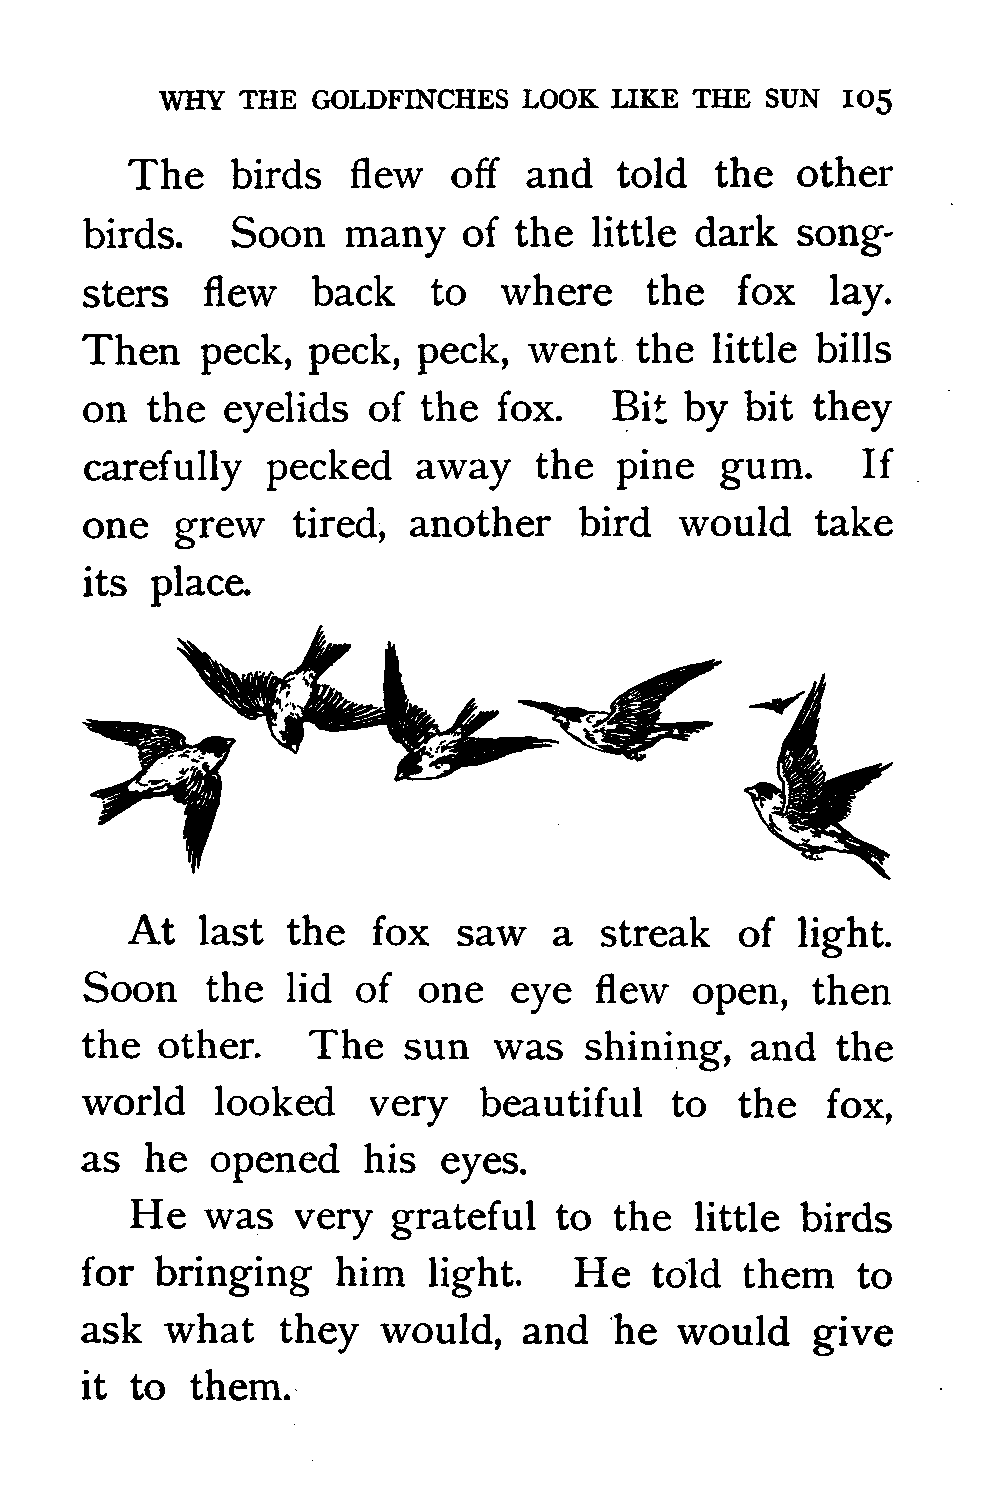 WHY THE GOLDFINCHES LOOK LIKE THE SUN 105
The birds flew off and told the other
birds. Soon many of the little dark song-
sters flew back to where the fox lay.
Then peck, peck, peck, went the little bills
on the eyelids of the fox. Bit by bit they
carefully pecked away the pine gum. If
one grew tired, another bird would take
its place.
At last the fox saw a streak of light.
Soon the lid of one eye flew open, then
the other. The sun was shining, and the
world looked very beautiful to the fox,
as he opened his eyes.
He was very grateful to the little birds
for bringing him light. He told them to
ask what they would, and he would give
it to them.